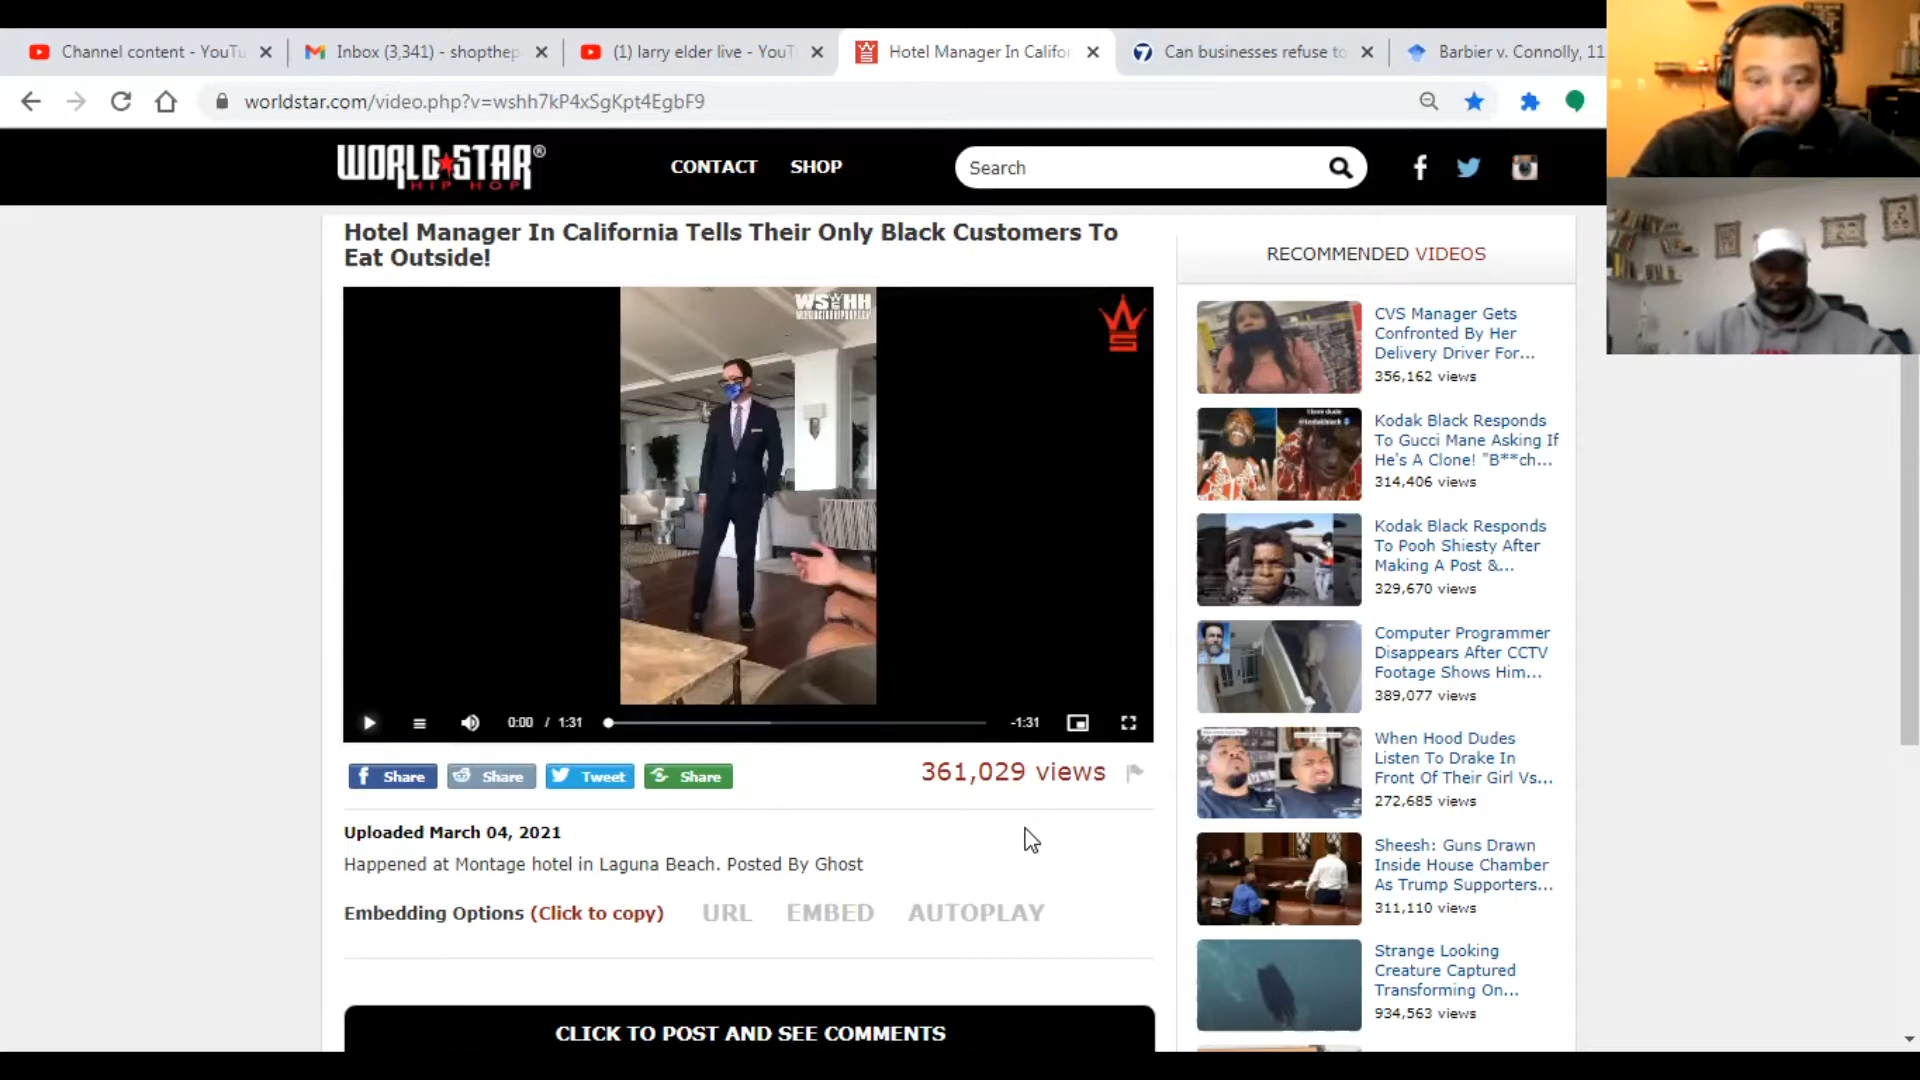 Channel content - YouTu
Inbox (3,341) - shopthep
(1) larry elder live - YouT
Hotel Manager In Califor
Can businesses refuse to
Barbier v. Connolly, 11
worldstar.com/video.php?v=wshh7kP4xSgKpt4EgbF9
WORLD STAR®
HIP HOP
CONTACT
SHOP
Search
Hotel Manager In California Tells Their Only Black Customers To
Eat Outside!
WSHH
0:00 / 1:31
-1:31
Share
Share
Tweet
Share
361,029 views
Uploaded March 04, 2021
Happened at Montage hotel in Laguna Beach. Posted By Ghost
Embedding Options (Click to copy)
URL
EMBED
AUTOPLAY
CLICK TO POST AND SEE COMMENTS
RECOMMENDED VIDEOS
CVS Manager Gets
Confronted By Her
Delivery Driver For...
356,162 views
Kodak Black Responds
To Gucci Mane Asking If
He's A Clone! "B**ch...
314,406 views
Kodak Black Responds
To Pooh Shiesty After
Making A Post &...
329,670 views
Computer Programmer
Disappears After CCTV
Footage Shows Him...
389,077 views
When Hood Dudes
Listen To Drake In
Front Of Their Girl Vs...
272,685 views
Sheesh: Guns Drawn
Inside House Chamber
As Trump Supporters...
311,110 views
Strange Looking
Creature Captured
Transforming On...
934,563 views